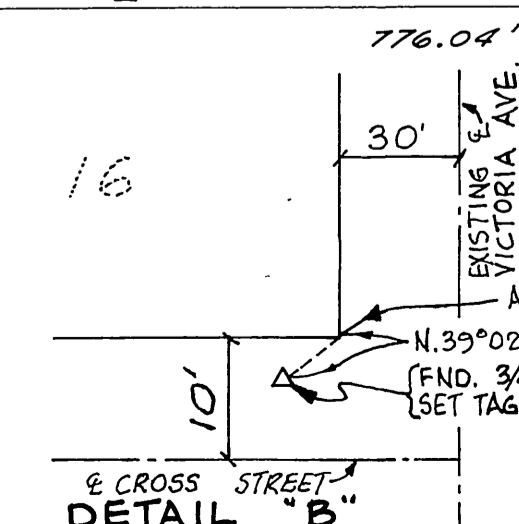 776.04'
16
30'
EXISTING ℄
VICTORIA AVE.
A
N.39°02
FND. 3/
SET TAG
10'
℄ CROSS STREET
DETAIL "B"